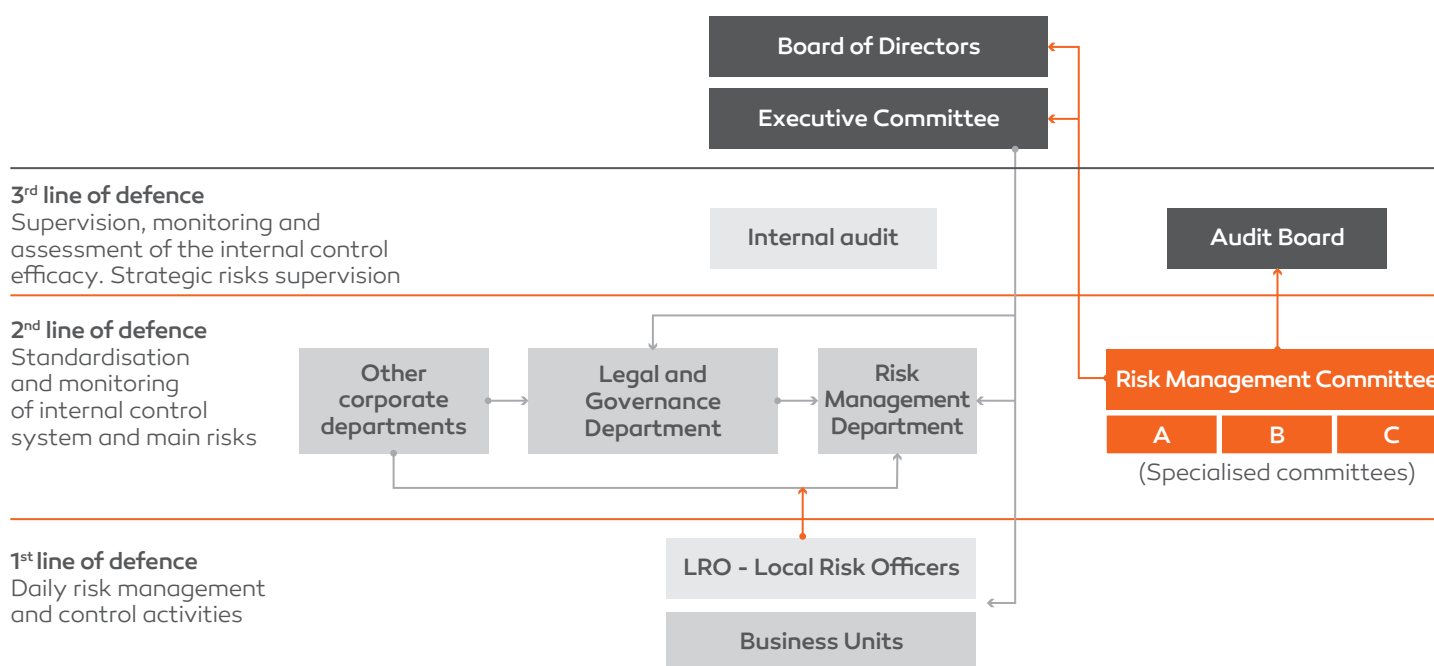 Board of Directors
Executive Committee
3rd line of defence
Supervision, monitoring and
assessment of the internal control
efficacy. Strategic risks supervision
Internal audit
Audit Board
2nd line of defence
Standardisation
and monitoring
of internal control
system and main risks
Other
corporate
departments
Legal and
Governance
Department
Risk
Management
Department
Risk Management Committee
A
B
C
(Specialised committees)
1st line of defence
Daily risk management
and control activities
LRO - Local Risk Officers
Business Units